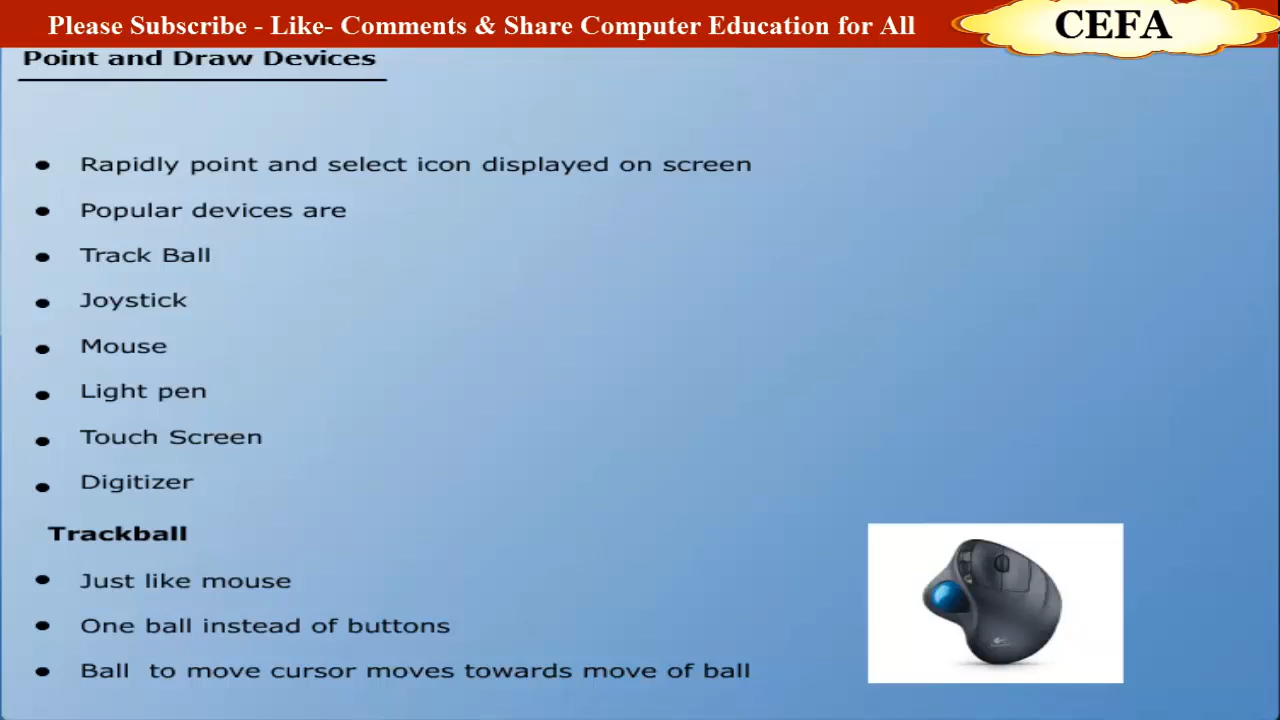 Please Subscribe - Like- Comments & Share Computer Education for All
CEFA
Point and Draw Devices
• Rapidly point and select icon displayed on screen
• Popular devices are
• Track Ball
• Joystick
• Mouse
• Light pen
• Touch Screen
• Digitizer
Trackball
• Just like mouse
• One ball instead of buttons
• Ball to move cursor moves towards move of ball